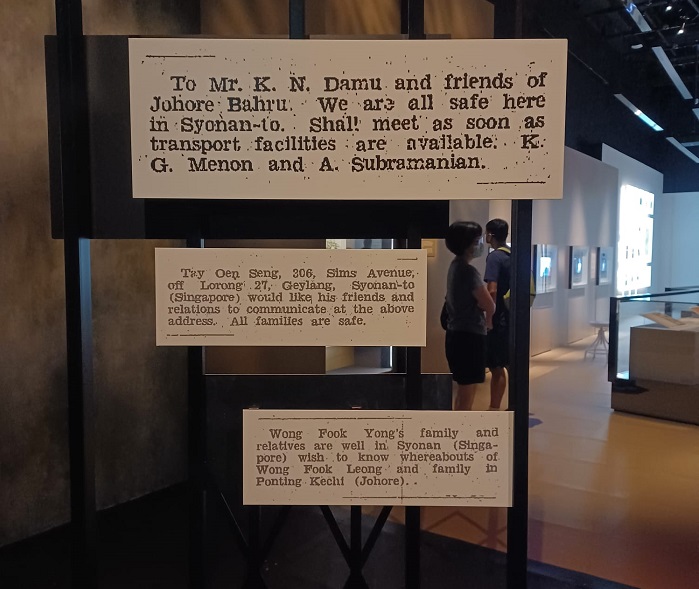 To Mr. K. N. Damu and friends of
Johore Bahru. We are all safe here
in Syonan-to. Shall meet as soon as
transport facilities are available. K.
G. Menon and A. Subramanian.
Tay Oen Seng, 306, Sims Avenue,
off Lorong 27, Geylang, Syonan-to
(Singapore) would like his friends and
relations to communicate at the above
address. All families are safe.
Wong Fook Yong's family and
relatives are well in Syonan (Singa-
pore) wish to know whereabouts of
Wong Fook Leong and family in
Ponting Kechi (Johore).